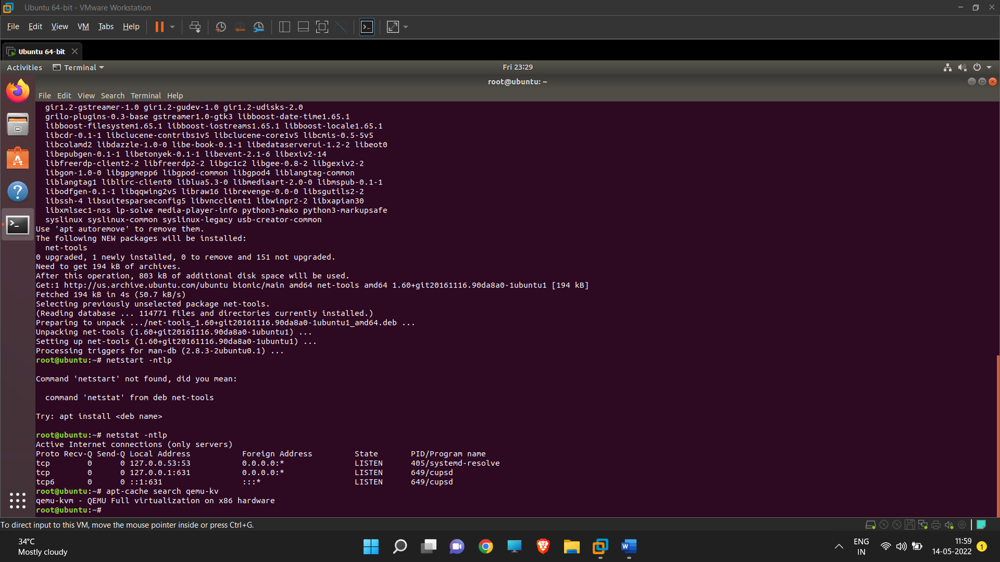 Ubuntu 64-bit - VMware Workstation
File Edit View VM Tabs Help
Ubuntu 64-bit
Activities Terminal Fri 23:29
root@ubuntu: ~
File Edit View Search Terminal Help
gir1.2-gstreamer-1.0 gir1.2-gudev-1.0 gir1.2-udisks-2.0
grilo-plugins-0.3-base gstreamer1.0-gtk3 libboost-date-time1.65.1
libboost-filesystem1.65.1 libboost-iostreams1.65.1 libboost-locale1.65.1
libcdr-0.1-1 libclucene-contribs1v5 libclucene-core1v5 libcmis-0.5-5v5
libcolamd2 libdazzle-1.0-0 libe-book-0.1-1 libedataserverui-1.2-2 libeot0
libepubgen-0.1-1 libetonyek-0.1-1 libevent-2.1-6 libexiv2-14
libfreerdp-client2-2 libfreerdp2-2 libgc1c2 libgee-0.8-2 libgexiv2-2
libgom-1.0-0 libgpgmepp6 libgpod-common libgpod4 liblangtag-common
liblangtag1 liblirc-client0 liblua5.3-0 libmediaart-2.0-0 libmspub-0.1-1
libodfgen-0.1-1 libqqwing2v5 libraw16 librevenge-0.0-0 libsgutils2-2
libssh-4 libsuitesparseconfig5 libvncclient1 libwinpr2-2 libxapian30
libxmlsec1-nss lp-solve media-player-info python3-mako python3-markupsafe
syslinux syslinux-common syslinux-legacy usb-creator-common
Use 'apt autoremove' to remove them.
The following NEW packages will be installed:
net-tools
0 upgraded, 1 newly installed, 0 to remove and 151 not upgraded.
Need to get 194 kB of archives.
After this operation, 803 kB of additional disk space will be used.
Get:1 http://us.archive.ubuntu.com/ubuntu bionic/main amd64 net-tools amd64 1.60+git20161116.90da8a0-1ubuntu1 [194 kB]
Fetched 194 kB in 4s (50.7 kB/s)
Selecting previously unselected package net-tools.
(Reading database ... 114771 files and directories currently installed.)
Preparing to unpack .../net-tools_1.60+git20161116.90da8a0-1ubuntu1_amd64.deb ...
Unpacking net-tools (1.60+git20161116.90da8a0-1ubuntu1) ...
Setting up net-tools (1.60+git20161116.90da8a0-1ubuntu1) ...
Processing triggers for man-db (2.8.3-2ubuntu0.1) ...
root@ubuntu:~# netstart -ntlp
Command 'netstart' not found, did you mean:
command 'netstat' from deb net-tools
Try: apt install <deb name>
root@ubuntu:~# netstat -ntlp
Active Internet connections (only servers)
Proto Recv-Q Send-Q Local Address Foreign Address State PID/Program name
tcp 0 0 127.0.0.53:53 0.0.0.0:* LISTEN 405/systemd-resolve
tcp 0 0 127.0.0.1:631 0.0.0.0:* LISTEN 649/cupsd
tcp6 0 0 ::1:631 :::* LISTEN 649/cupsd
root@ubuntu:~# apt-cache search qemu-kv
qemu-kvm - QEMU Full virtualization on x86 hardware
root@ubuntu:~#
To direct input to this VM, move the mouse pointer inside or press Ctrl+G.
34°C
Mostly cloudy
ENG
IN
11:59
14-05-2022
1